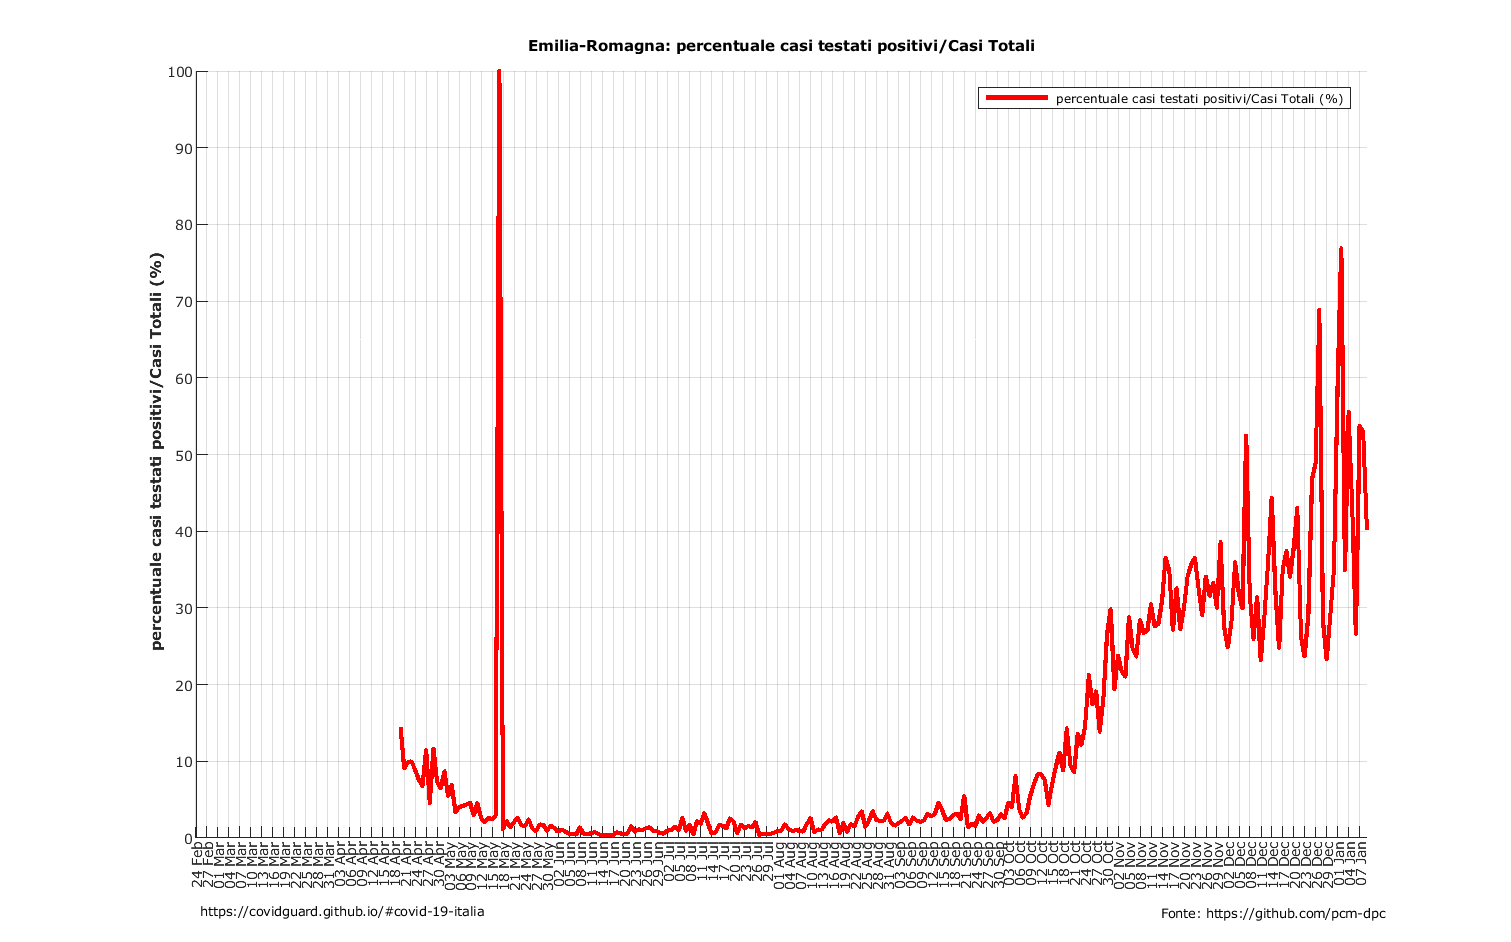 Emilia-Romagna: percentuale casi testati positivi/Casi Totali
percentuale casi testati positivi/Casi Totali (%)
percentuale casi testati positivi/Casi Totali (%)
100
90
80
70
60
50
40
30
20
10
0
24 Feb
27 Feb
01 Mar
04 Mar
07 Mar
10 Mar
13 Mar
16 Mar
19 Mar
22 Mar
25 Mar
28 Mar
31 Mar
03 Apr
06 Apr
09 Apr
12 Apr
15 Apr
18 Apr
21 Apr
24 Apr
27 Apr
30 Apr
03 May
06 May
09 May
12 May
15 May
18 May
21 May
24 May
27 May
30 May
02 Jun
05 Jun
08 Jun
11 Jun
14 Jun
17 Jun
20 Jun
23 Jun
26 Jun
29 Jun
02 Jul
05 Jul
08 Jul
11 Jul
14 Jul
17 Jul
20 Jul
23 Jul
26 Jul
29 Jul
01 Aug
04 Aug
07 Aug
10 Aug
13 Aug
16 Aug
19 Aug
22 Aug
25 Aug
28 Aug
31 Aug
03 Sep
06 Sep
09 Sep
12 Sep
15 Sep
18 Sep
21 Sep
24 Sep
27 Sep
30 Sep
03 Oct
06 Oct
09 Oct
12 Oct
15 Oct
18 Oct
21 Oct
24 Oct
27 Oct
30 Oct
02 Nov
05 Nov
08 Nov
11 Nov
14 Nov
17 Nov
20 Nov
23 Nov
26 Nov
29 Nov
02 Dec
05 Dec
08 Dec
11 Dec
14 Dec
17 Dec
20 Dec
23 Dec
26 Dec
29 Dec
01 Jan
04 Jan
07 Jan
https://covidguard.github.io/#covid-19-italia
Fonte: https://github.com/pcm-dpc